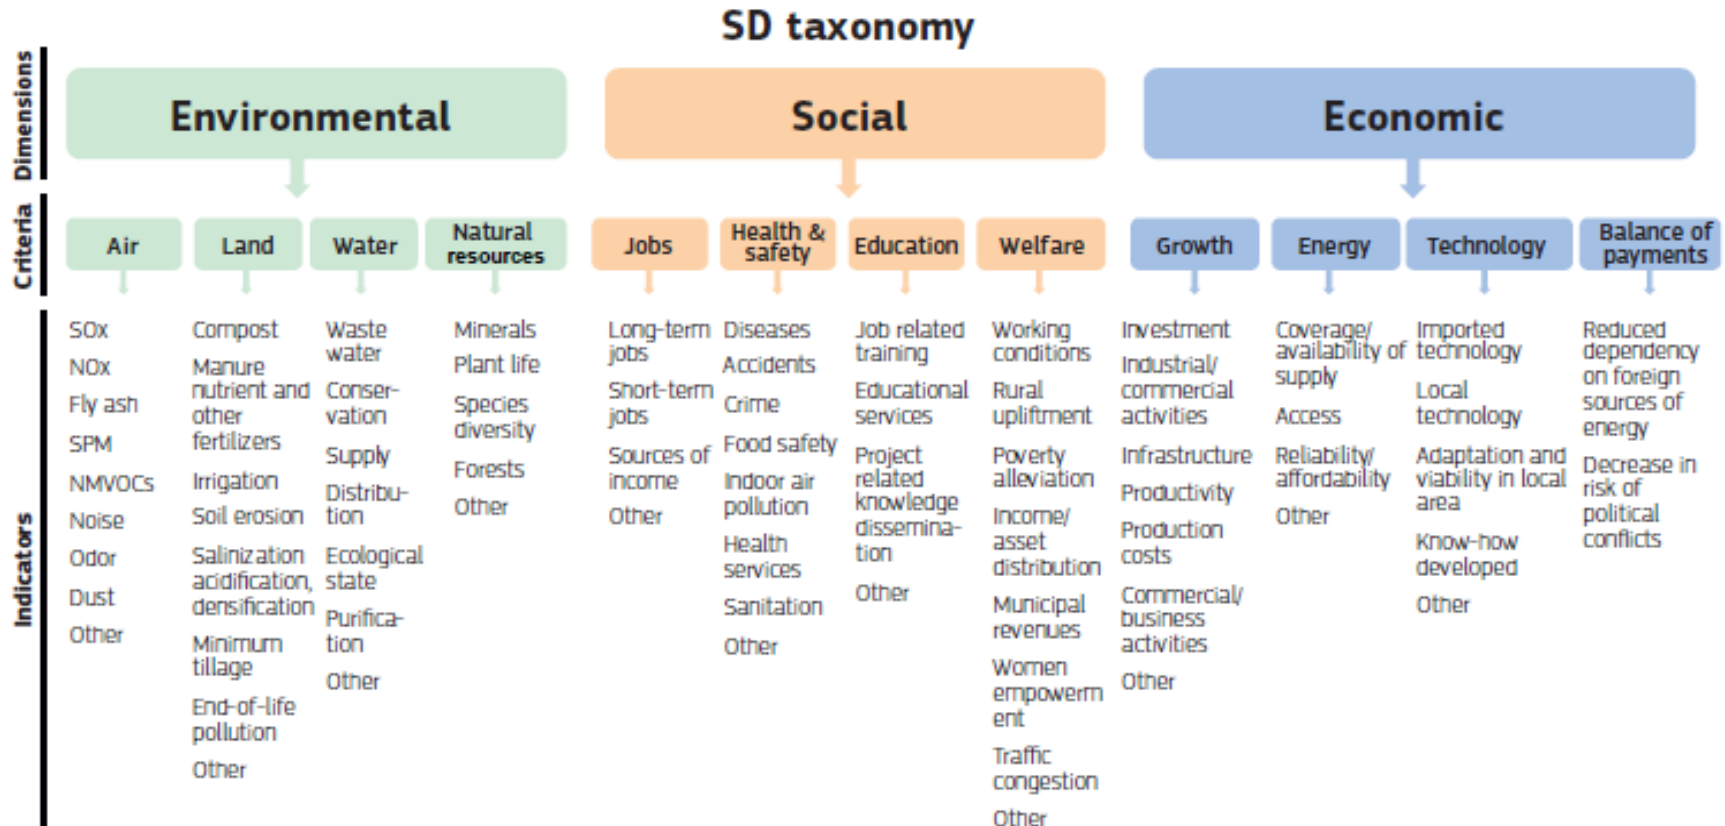 SD taxonomy
Dimensions
Environmental
Social
Economic
Criteria
Air
Land
Water
Natural
resources
Jobs
Health &
safety
Education
Welfare
Growth
Energy
Technology
Balance of
payments
Indicators
SOx
NOx
Fly ash
SPM
NMVOCs
Noise
Odor
Dust
Other
Compost
Manure
nutrient and
other
fertilizers
Irrigation
Soil erosion
Salinization
acidification,
densification
Minimum
tillage
End-of-life
pollution
Other
Waste
water
Conser-
vation
Supply
Distribu-
tion
Ecological
state
Purifica-
tion
Other
Minerals
Plant life
Species
diversity
Forests
Other
Long-term
jobs
Short-term
jobs
Sources of
income
Other
Diseases
Accidents
Crime
Food safety
Indoor air
pollution
Health
services
Sanitation
Other
Job related
training
Educational
services
Project
related
knowledge
dissemina-
tion
Other
Working
conditions
Rural
upliftment
Poverty
alleviation
Income/
asset
distribution
Municipal
revenues
Women
empowerm
ent
Traffic
congestion
Other
Investment
Industrial/
commercial
activities
Infrastructure
Productivity
Production
costs
Commercial/
business
activities
Other
Coverage/
availability of
supply
Access
Reliability/
affordability
Other
Imported
technology
Local
technology
Adaptation and
viability in local
area
Know-how
developed
Other
Reduced
dependency
on foreign
sources of
energy
Decrease in
risk of
political
conflicts